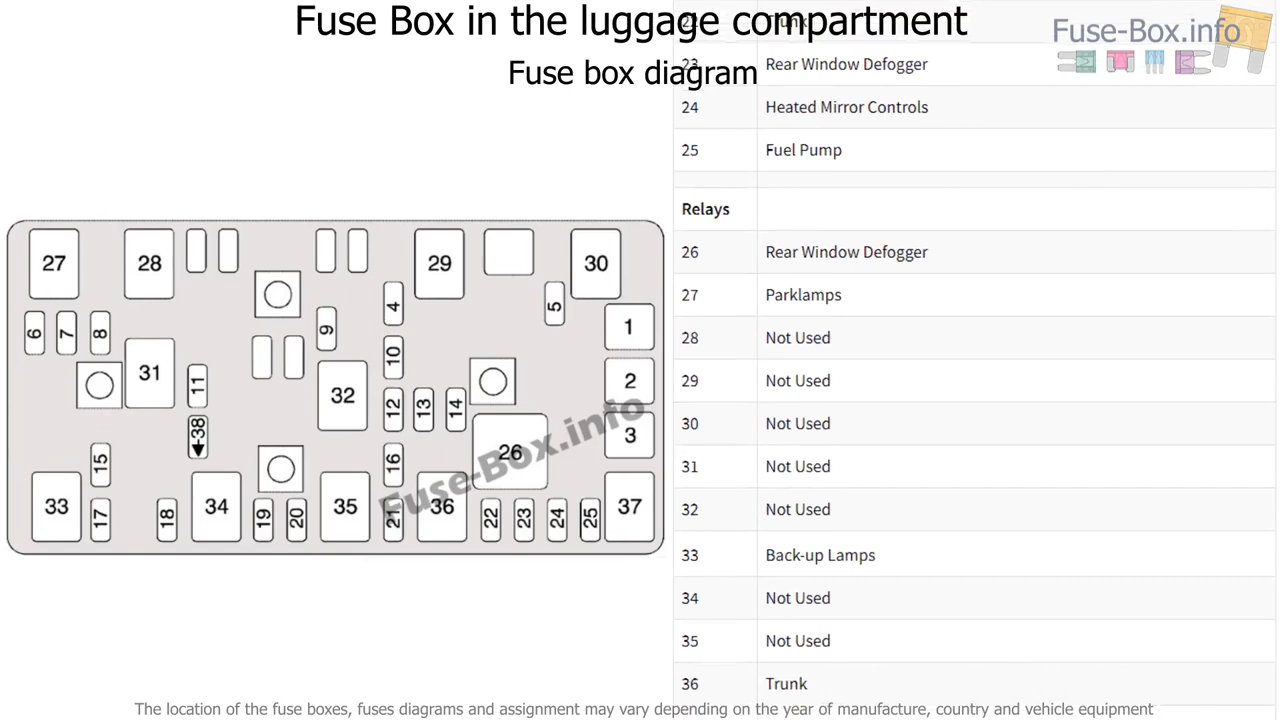 Fuse Box in the luggage compartment
Fuse box diagram
Fuse-Box.info
22 Trunk
23 Rear Window Defogger
24 Heated Mirror Controls
25 Fuel Pump
Relays
26 Rear Window Defogger
27 Parklamps
28 Not Used
29 Not Used
30 Not Used
31 Not Used
32 Not Used
33 Back-up Lamps
34 Not Used
35 Not Used
36 Trunk
27 28 29 30
4 5
6 7 8 9 1
10
31 11 32 2
12 13 14
38 3
15 16 26
33 34 35 36 37
17 18 19 20 21 22 23 24 25
Fuse-Box.info
The location of the fuse boxes, fuses diagrams and assignment may vary depending on the year of manufacture, country and vehicle equipment